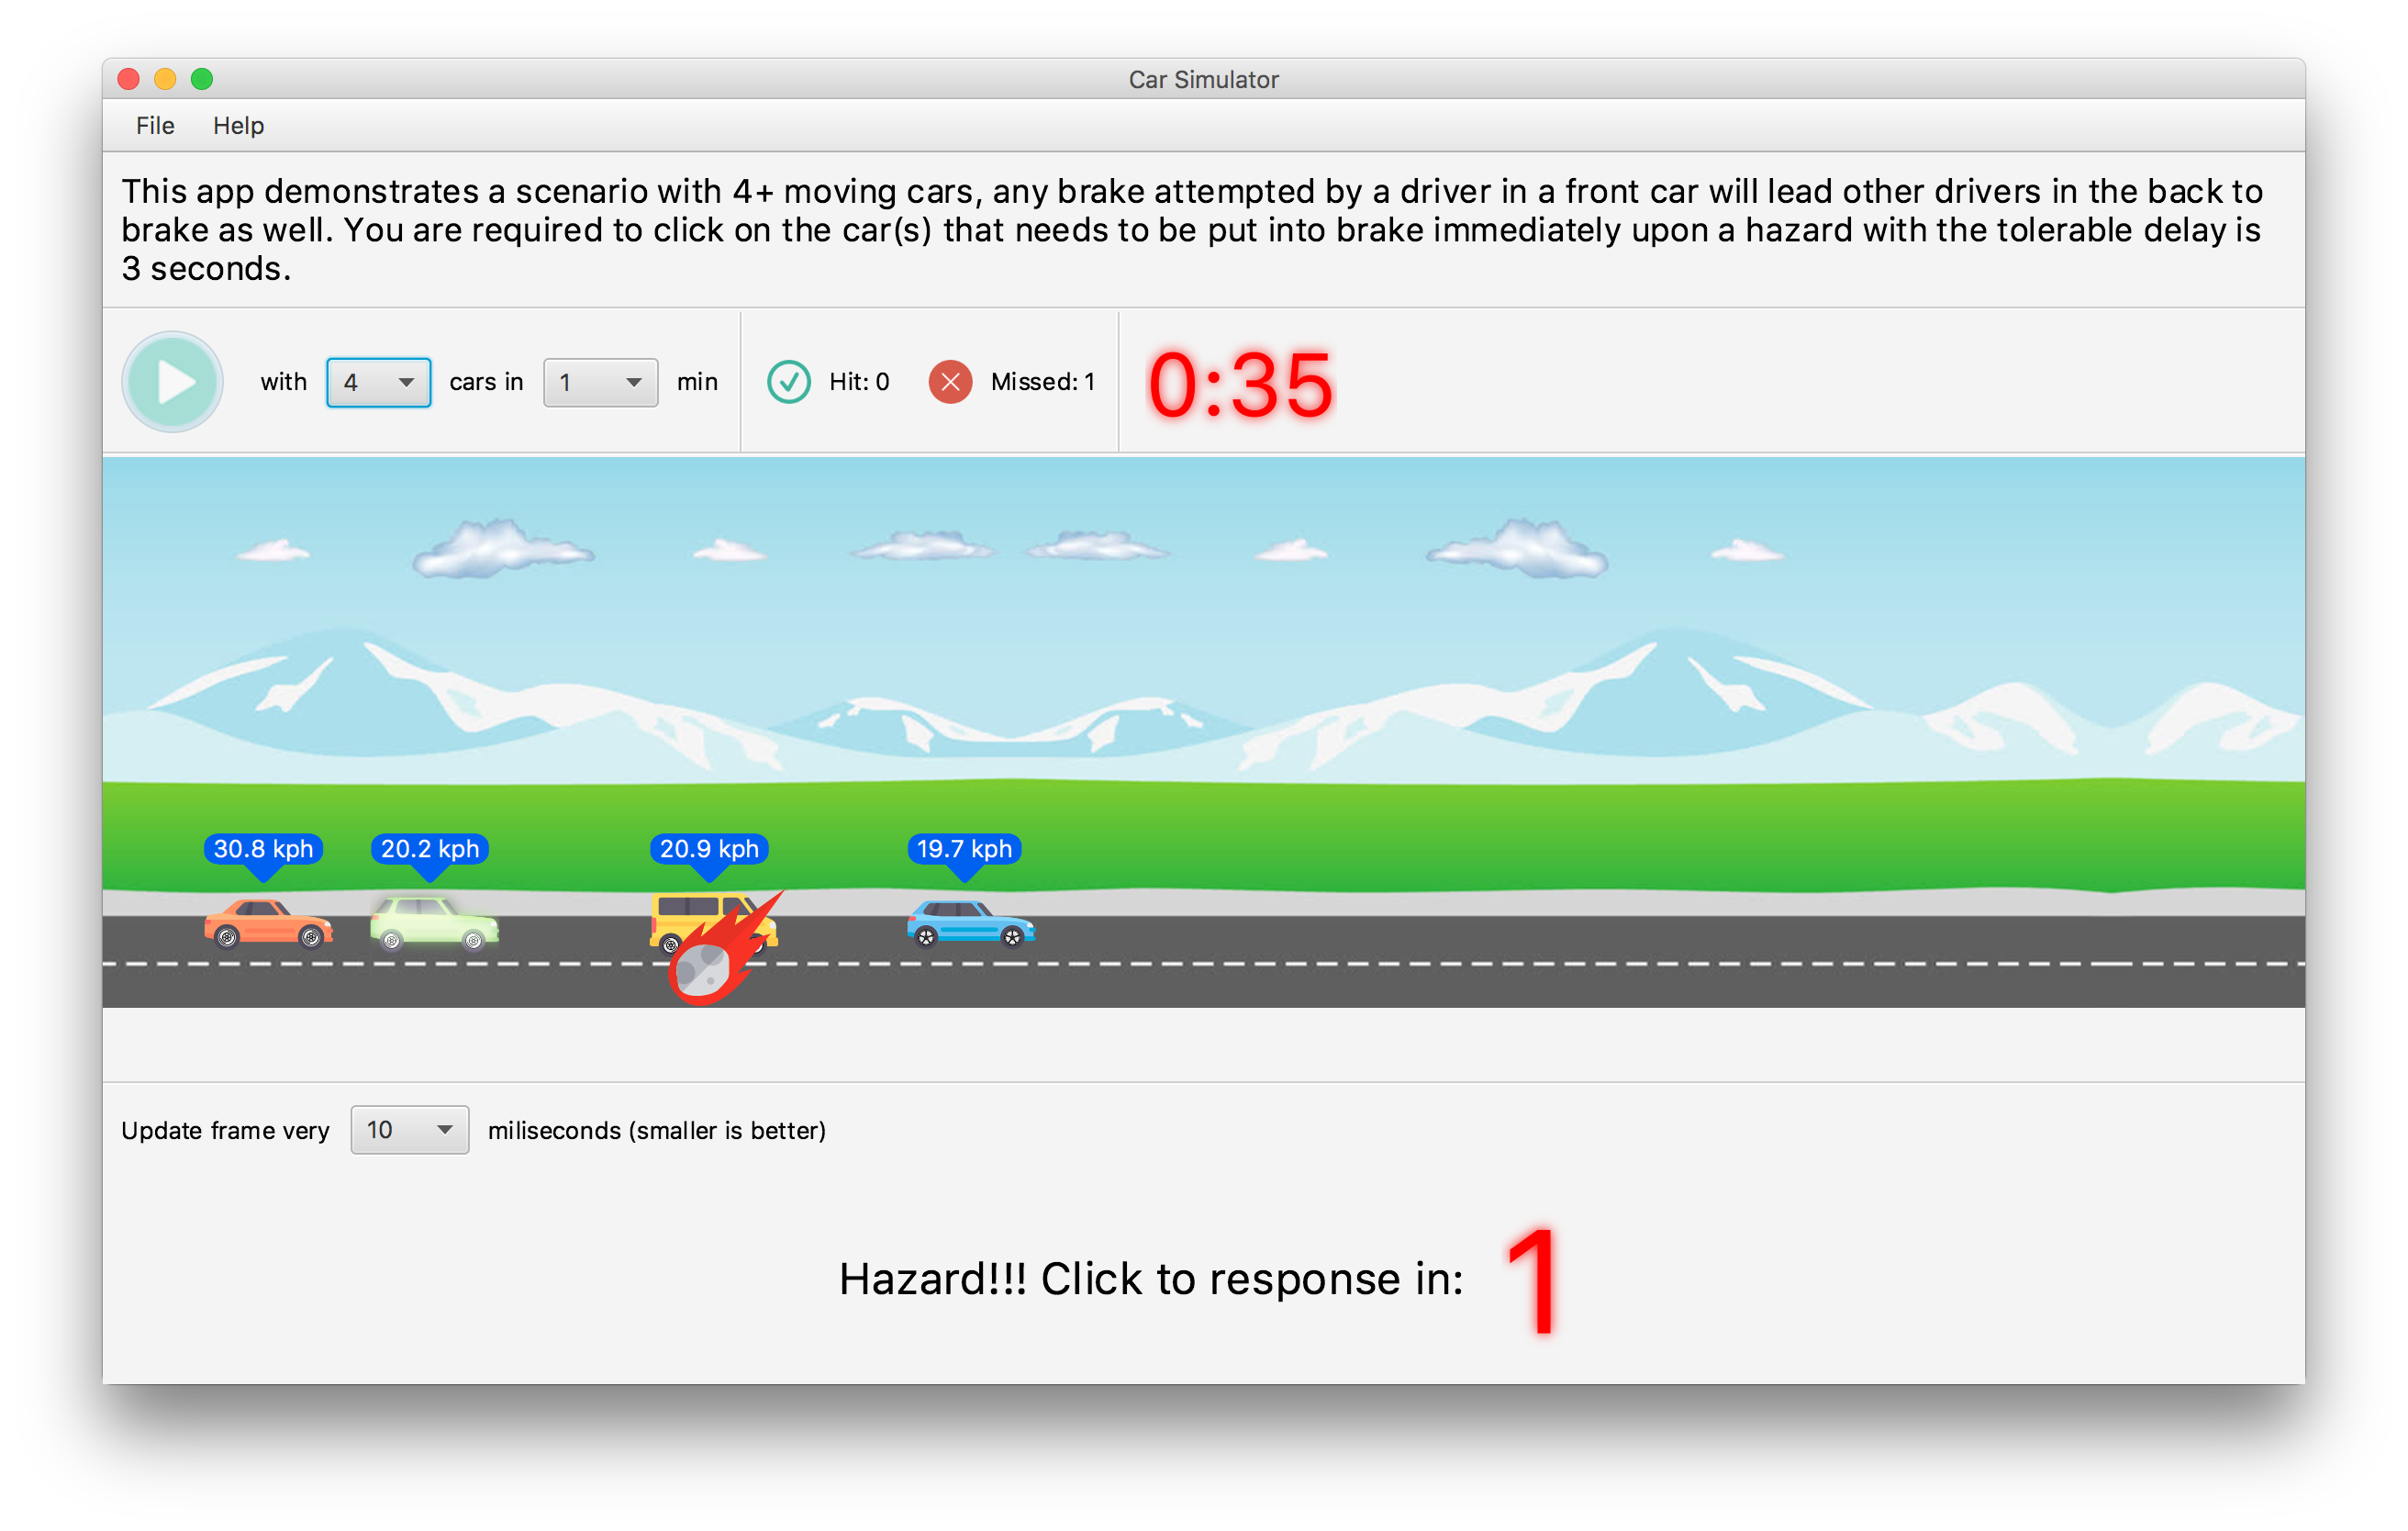 Car Simulator
File Help
This app demonstrates a scenario with 4+ moving cars, any brake attempted by a driver in a front car will lead other drivers in the back to
brake as well. You are required to click on the car(s) that needs to be put into brake immediately upon a hazard with the tolerable delay is
3 seconds.
with 4 cars in 1 min Hit: 0 Missed: 1 0:35
30.8 kph 20.2 kph 20.9 kph 19.7 kph
Update frame very 10 miliseconds (smaller is better)
Hazard!!! Click to response in: 1